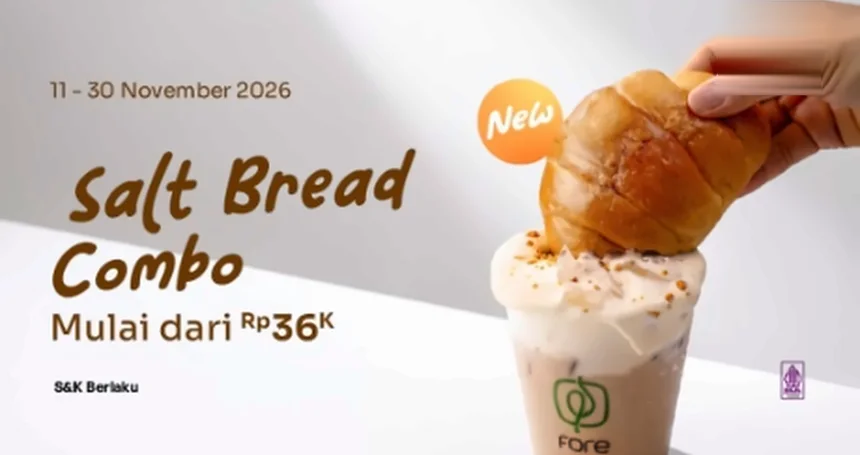 11 - 30 November 2026
New
Salt Bread
Combo
Mulai dari Rp36K
S&K Berlaku
Fore